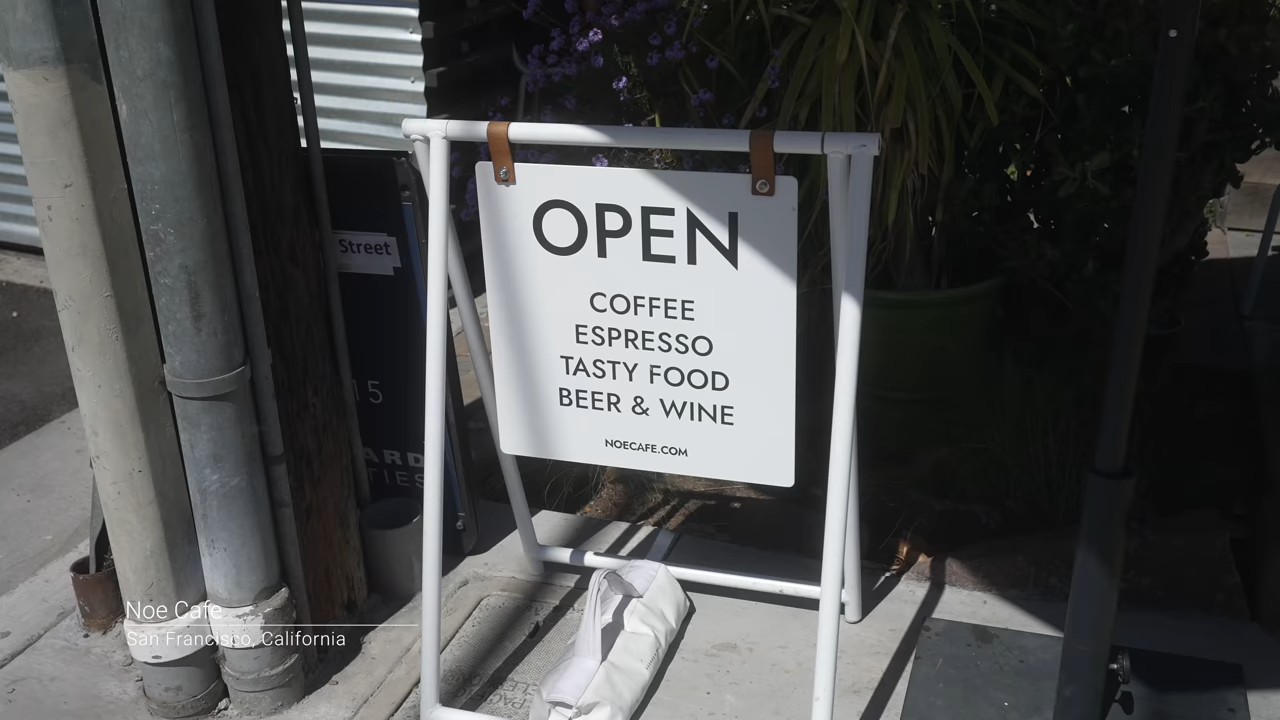 OPEN
COFFEE
ESPRESSO
TASTY FOOD
BEER & WINE
NOECAFE.COM
Street
15
ARD
TIES
Noe Cafe
San Francisco, California